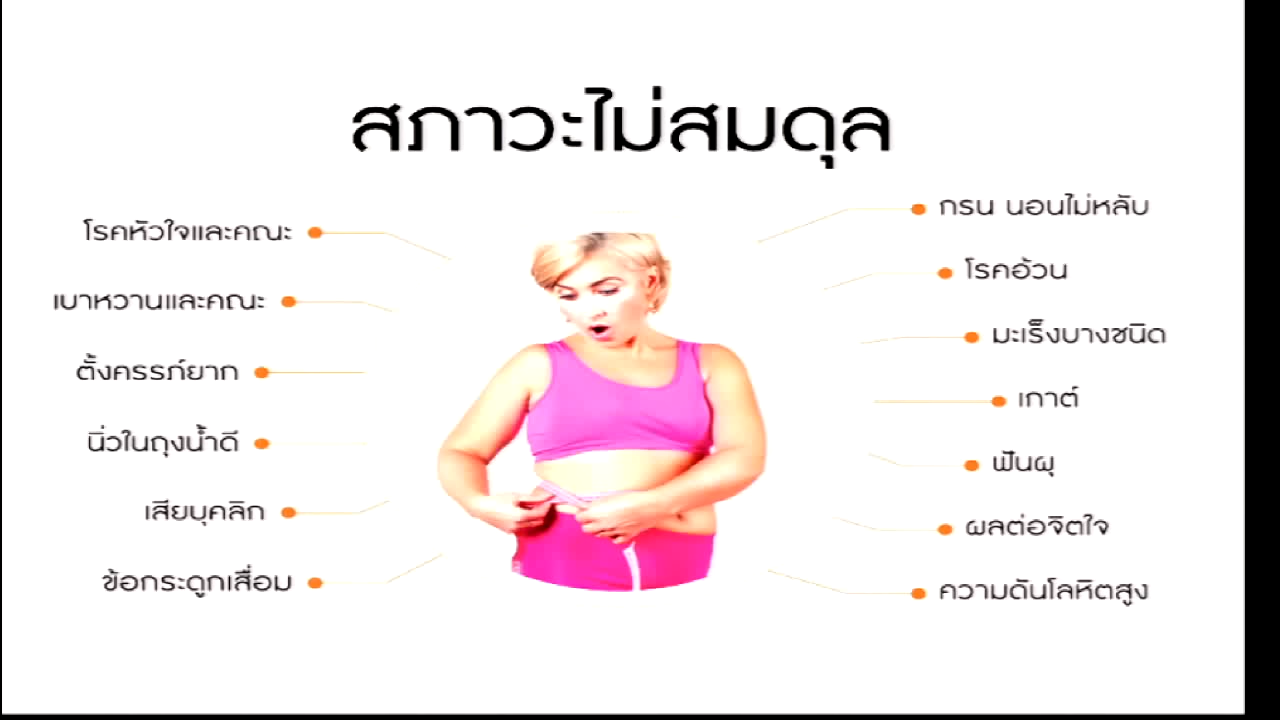 สภาวะไม่สมดุล
โรคหัวใจและคณะ
เบาหวานและคณะ
ตั้งครรภ์ยาก
นิ่วในถุงน้ำดี
เสียบุคลิก
ข้อกระดูกเสื่อม
กรน นอนไม่หลับ
โรคอ้วน
มะเร็งบางชนิด
เกาต์
ฟันผุ
ผลต่อจิตใจ
ความดันโลหิตสูง